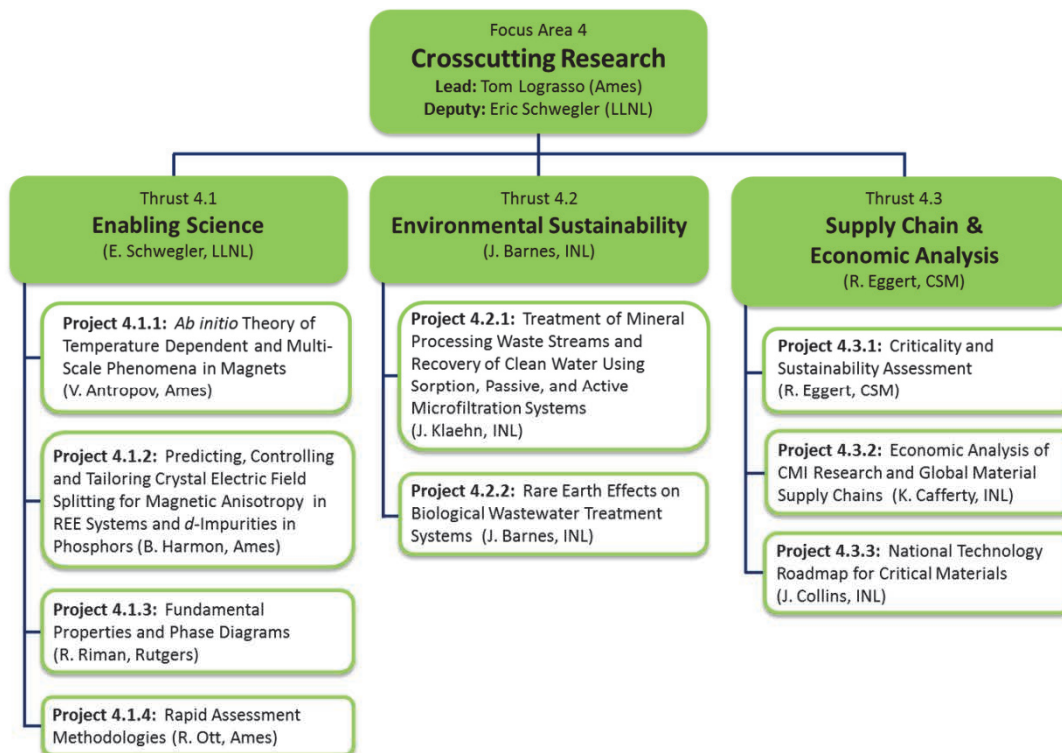 Focus Area 4
Crosscutting Research
Lead: Tom Lograsso (Ames)
Deputy: Eric Schwegler (LLNL)
Thrust 4.1
Enabling Science
(E. Schwegler, LLNL)
Project 4.1.1: Ab initio Theory of
Temperature Dependent and Multi-
Scale Phenomena in Magnets
(V. Antropov, Ames)
Project 4.1.2: Predicting, Controlling
and Tailoring Crystal Electric Field
Splitting for Magnetic Anisotropy in
REE Systems and d-Impurities in
Phosphors (B. Harmon, Ames)
Project 4.1.3: Fundamental
Properties and Phase Diagrams
(R. Riman, Rutgers)
Project 4.1.4: Rapid Assessment
Methodologies (R. Ott, Ames)
Thrust 4.2
Environmental Sustainability
(J. Barnes, INL)
Project 4.2.1: Treatment of Mineral
Processing Waste Streams and
Recovery of Clean Water Using
Sorption, Passive, and Active
Microfiltration Systems
(J. Klaehn, INL)
Project 4.2.2: Rare Earth Effects on
Biological Wastewater Treatment
Systems (J. Barnes, INL)
Thrust 4.3
Supply Chain &
Economic Analysis
(R. Eggert, CSM)
Project 4.3.1: Criticality and
Sustainability Assessment
(R. Eggert, CSM)
Project 4.3.2: Economic Analysis of
CMI Research and Global Material
Supply Chains (K. Cafferty, INL)
Project 4.3.3: National Technology
Roadmap for Critical Materials
(J. Collins, INL)